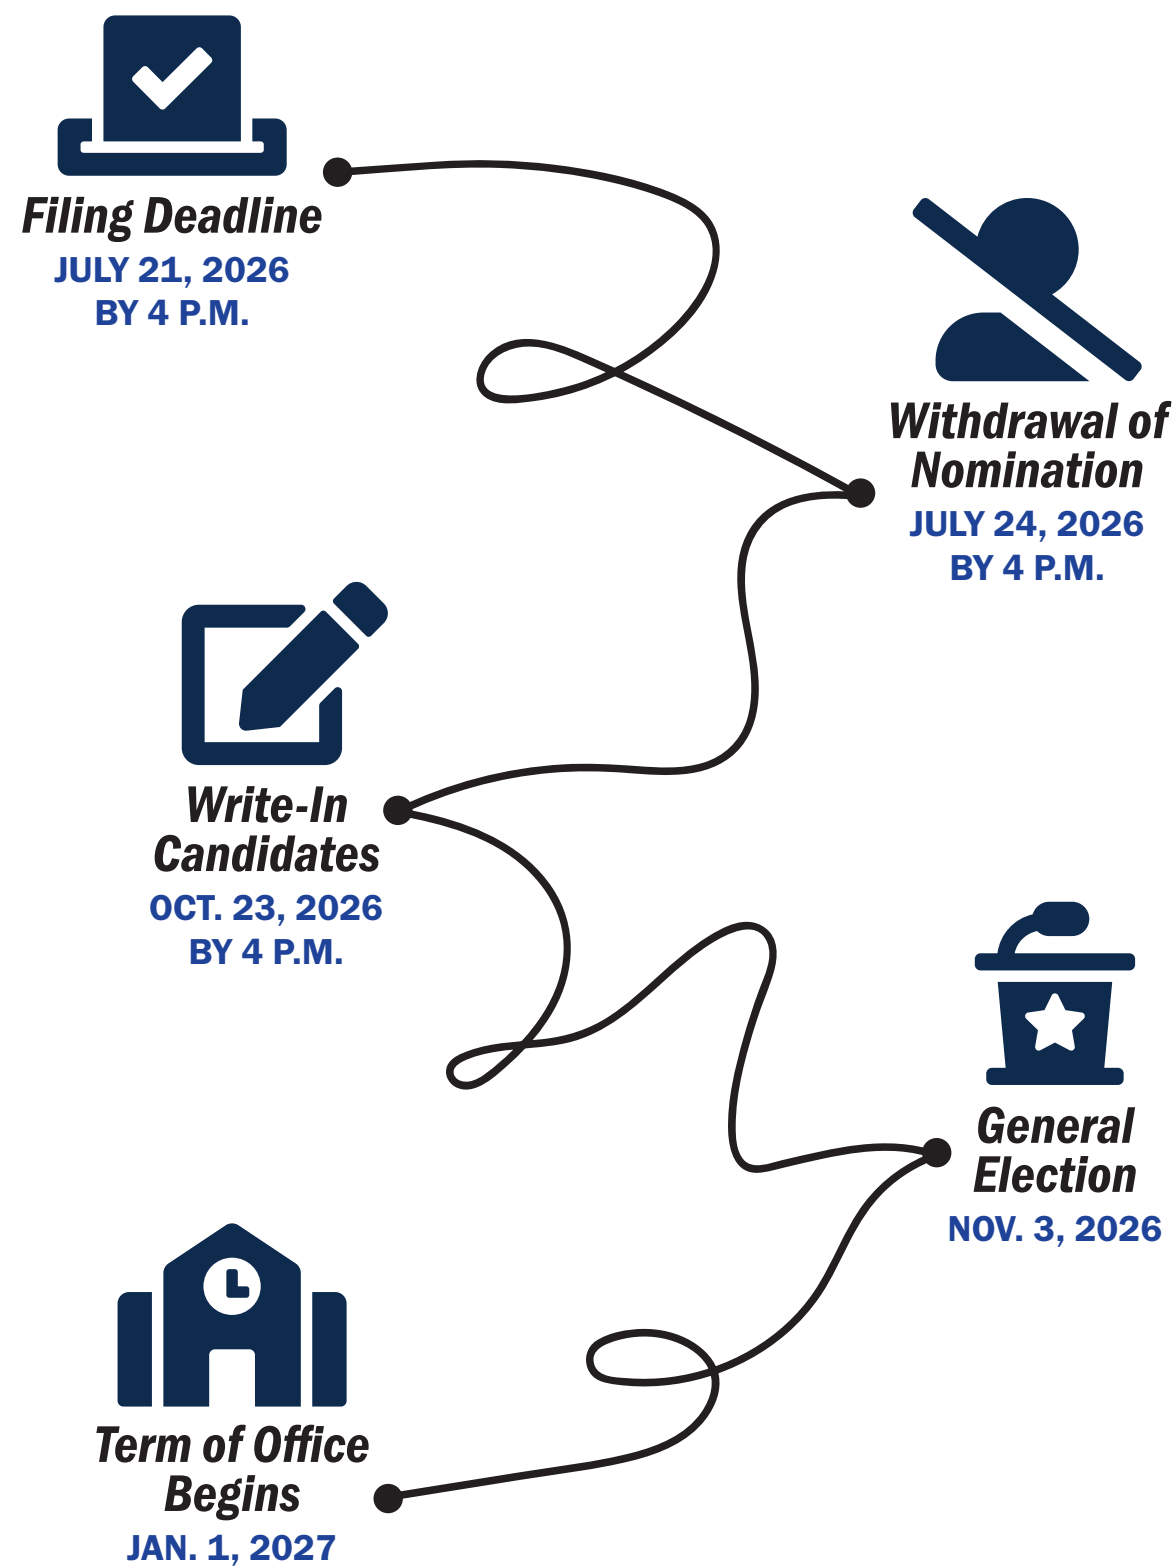 Filing Deadline
JULY 21, 2026
BY 4 P.M.
Withdrawal of
Nomination
JULY 24, 2026
BY 4 P.M.
Write-In
Candidates
OCT. 23, 2026
BY 4 P.M.
General
Election
NOV. 3, 2026
Term of Office
Begins
JAN. 1, 2027